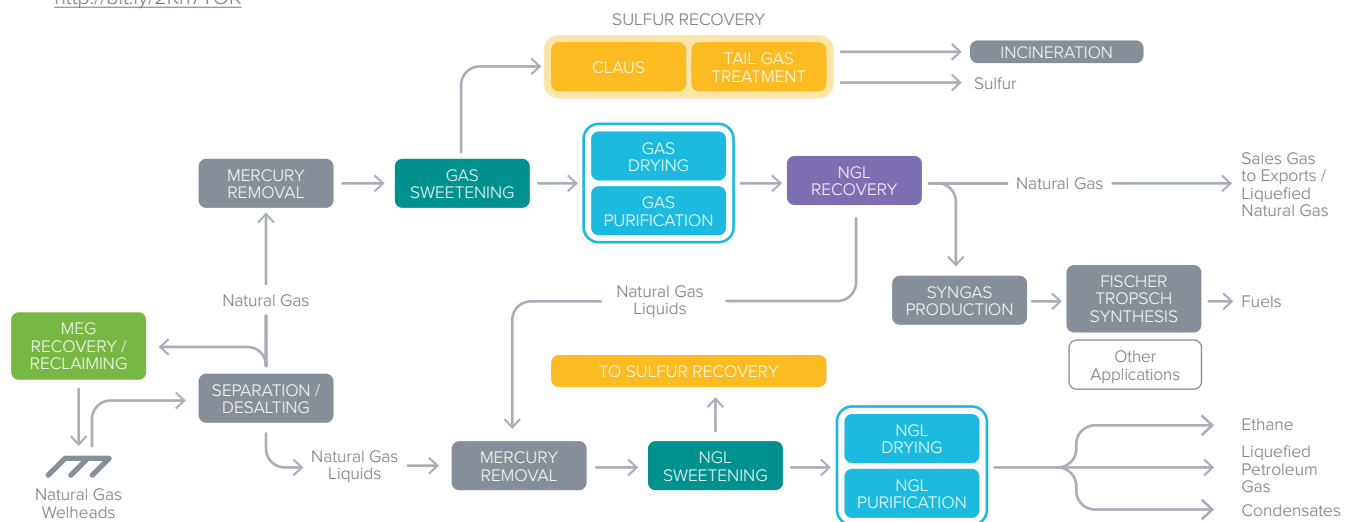 SULFUR RECOVERY
CLAUS
TAIL GAS
TREATMENT
INCINERATION
Sulfur
MERCURY
REMOVAL
GAS
SWEETENING
GAS
DRYING
GAS
PURIFICATION
NGL
RECOVERY
Natural Gas
Sales Gas
to Exports /
Liquefied
Natural Gas
Natural Gas
Natural Gas
Liquids
SYNGAS
PRODUCTION
FISCHER
TROPSCH
SYNTHESIS
Fuels
Other
Applications
MEG
RECOVERY /
RECLAIMING
SEPARATION /
DESALTING
TO SULFUR RECOVERY
Natural Gas
Welheads
Natural Gas
Liquids
MERCURY
REMOVAL
NGL
SWEETENING
NGL
DRYING
NGL
PURIFICATION
Ethane
Liquefied
Petroleum
Gas
Condensates